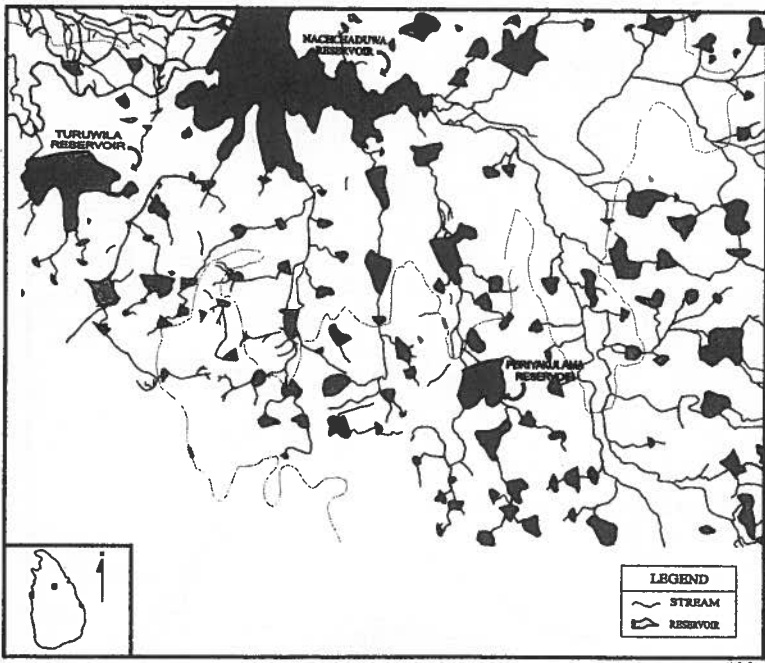 NACHCHADUWA
RESERVOIR
TURUWILA
RESERVOIR
PERIYAKULAMA
RESERVOIR
LEGEND
STREAM
RESERVOIR